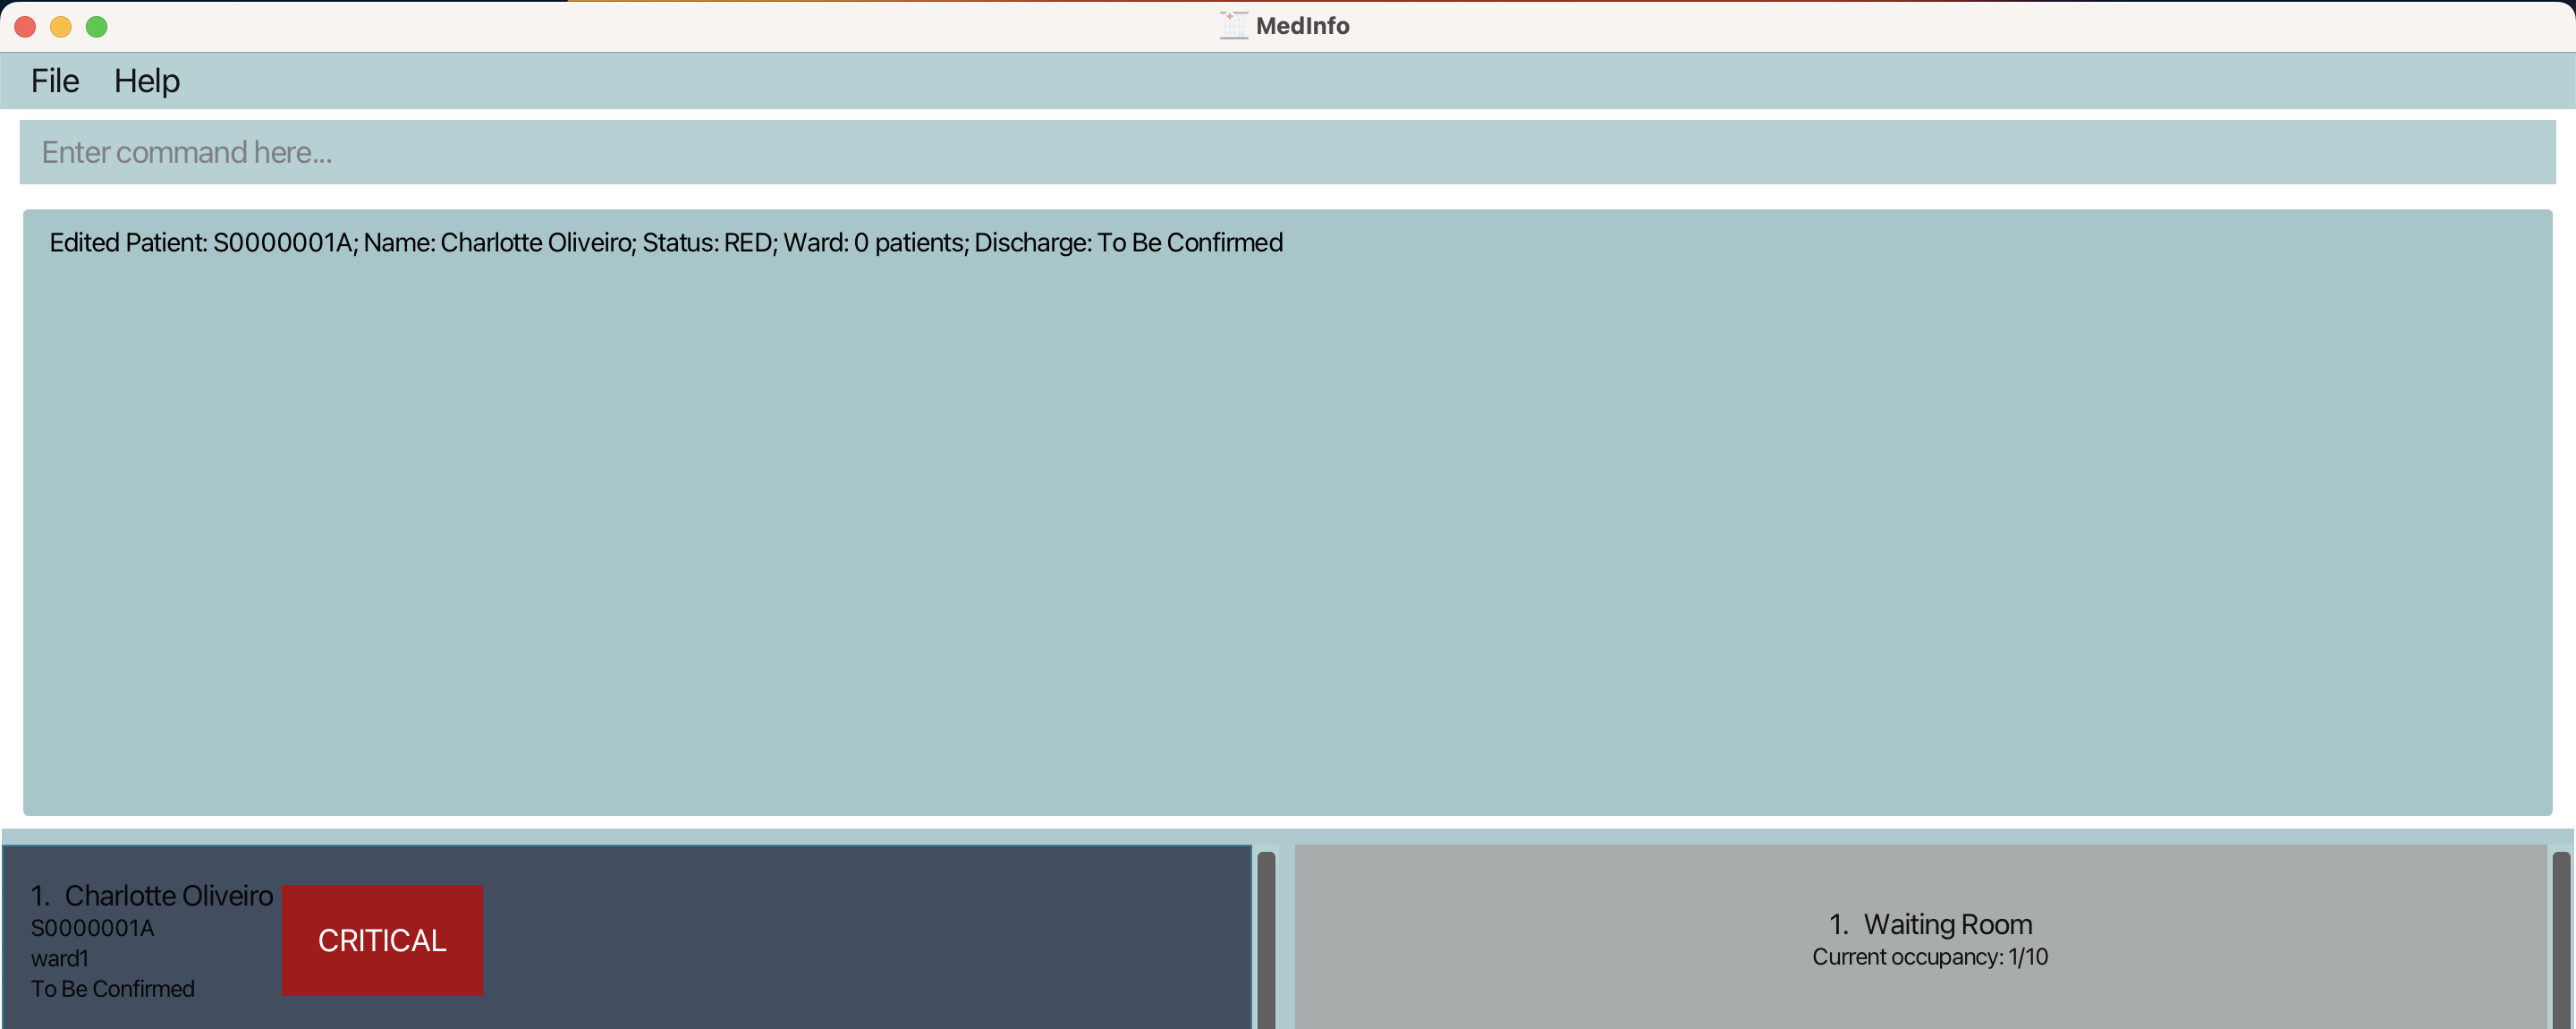 MedInfo
File Help
Enter command here...
Edited Patient: S0000001A; Name: Charlotte Oliveiro; Status: RED; Ward: 0 patients; Discharge: To Be Confirmed
1. Charlotte Oliveiro
S0000001A
ward1
To Be Confirmed
CRITICAL
1. Waiting Room
Current occupancy: 1/10